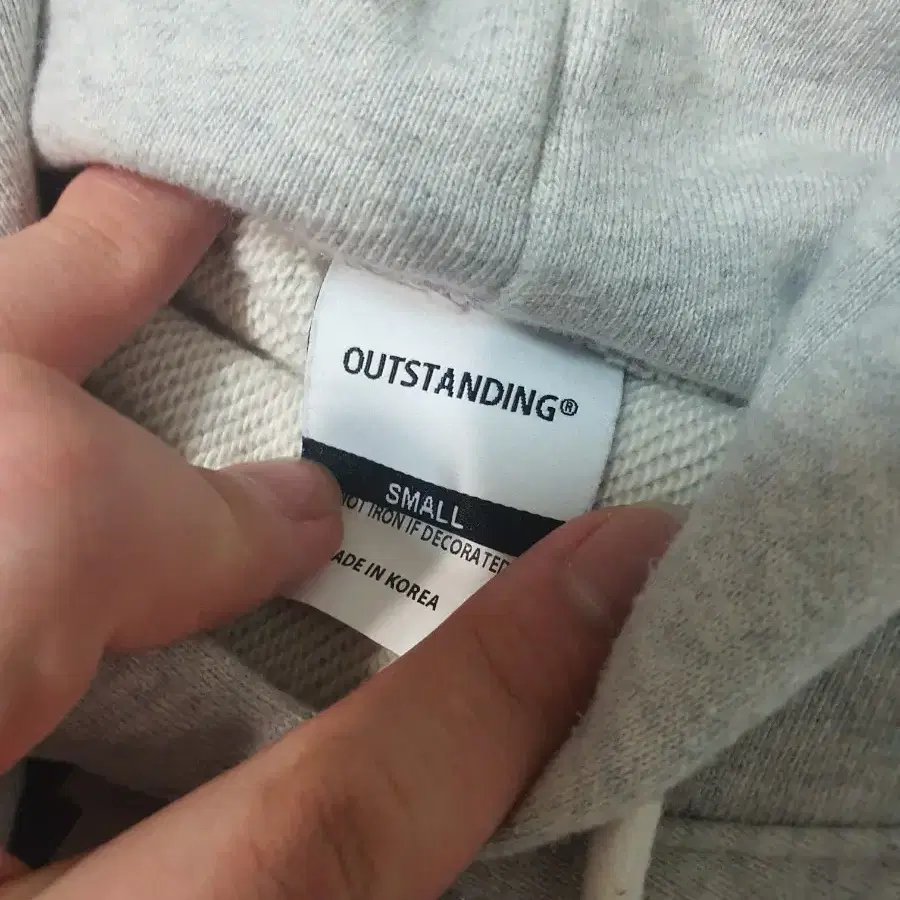 OUTSTANDING®
SMALL
NOT IRON IF DECORATED
ADE IN KOREA